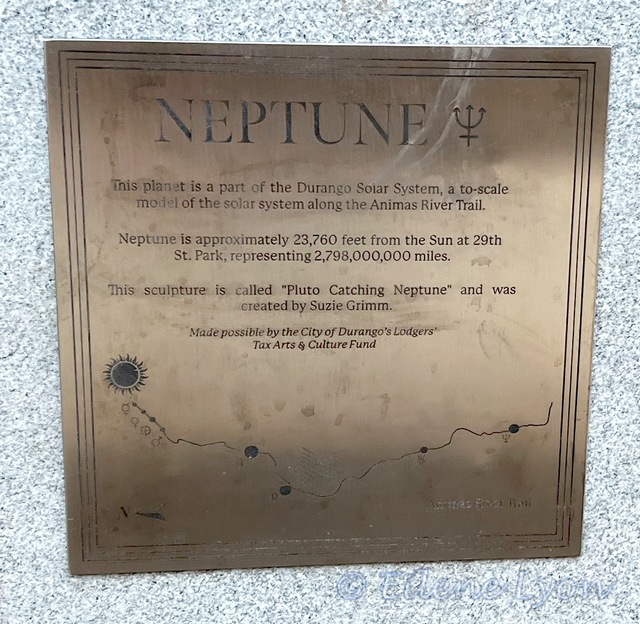 NEPTUNE ♆
This planet is a part of the Durango Solar System, a to-scale
model of the solar system along the Animas River Trail.
Neptune is approximately 23,760 feet from the Sun at 29th
St. Park, representing 2,798,000,000 miles.
This sculpture is called "Pluto Catching Neptune" and was
created by Suzie Grimm.
Made possible by the City of Durango's Lodgers'
Tax Arts & Culture Fund
N
Animas River Trail
© Ellene Lyon